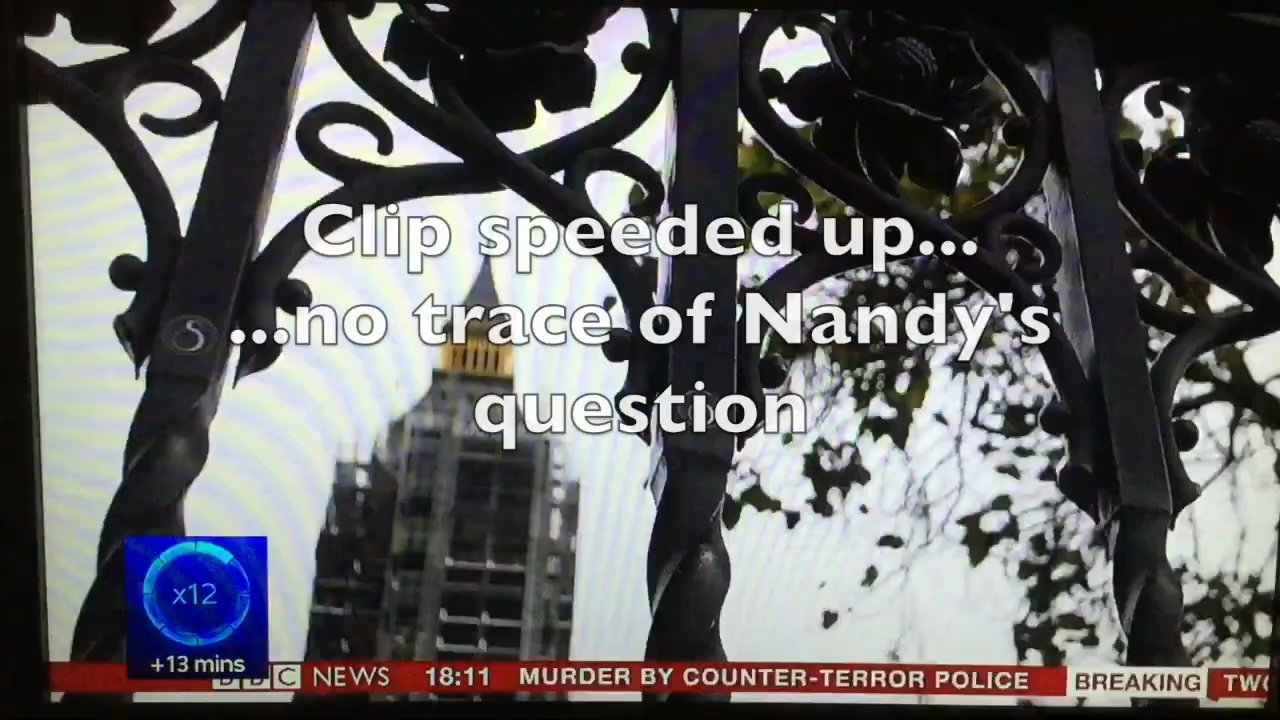 Clip speeded up...
...no trace of Nandy's
question
x12
+13 mins
BBC NEWS 18:11 MURDER BY COUNTER-TERROR POLICE BREAKING